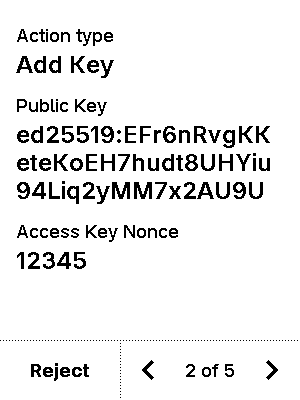 Action type
Add Key
Public Key
ed25519:EFr6nRvgKK
eteKoEH7hudt8UHYiu
94Liq2yMM7x2AU9U
Access Key Nonce
12345
Reject
2 of 5